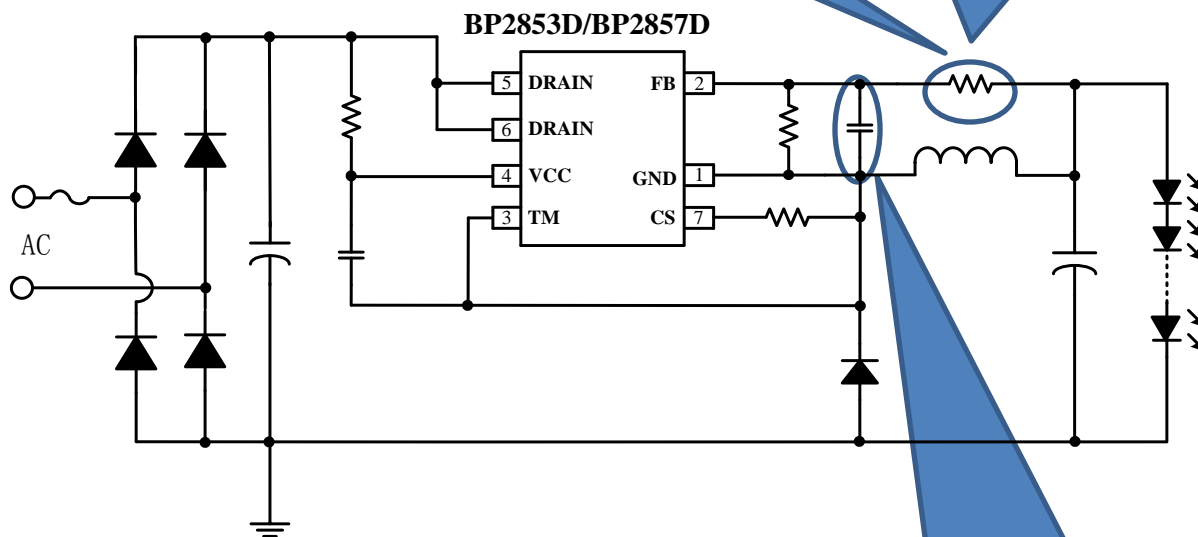 BP2853D/BP2857D
5 DRAIN FB 2
6 DRAIN
4 VCC GND 1
3 TM CS 7
AC